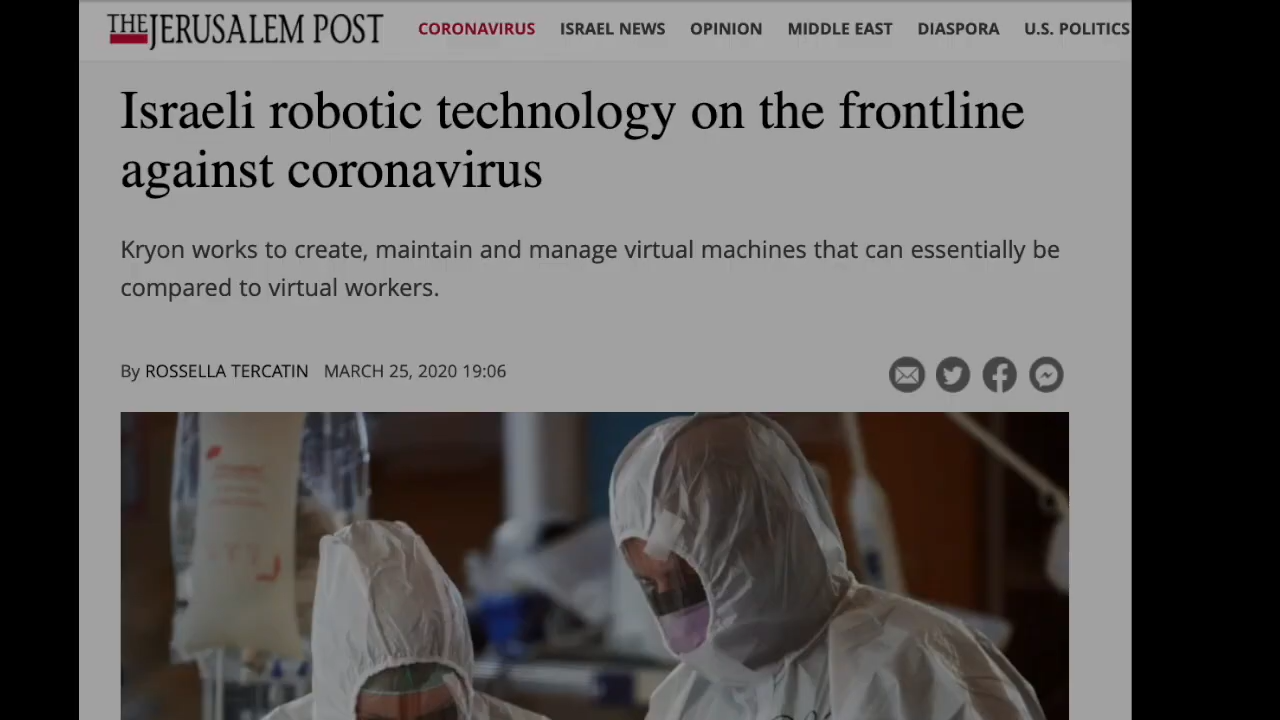 THE JERUSALEM POST CORONAVIRUS ISRAEL NEWS OPINION MIDDLE EAST DIASPORA U.S. POLITICS
Israeli robotic technology on the frontline
against coronavirus
Kryon works to create, maintain and manage virtual machines that can essentially be
compared to virtual workers.
By ROSSELLA TERCATIN MARCH 25, 2020 19:06